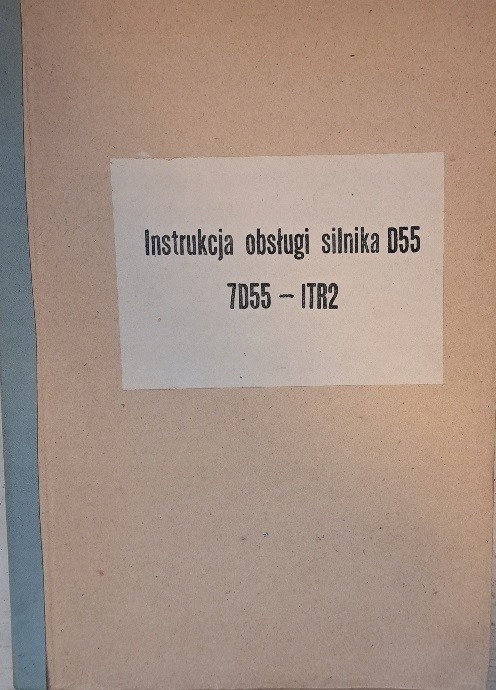 Instrukcja obsługi silnika D55
7D55 – ITR2